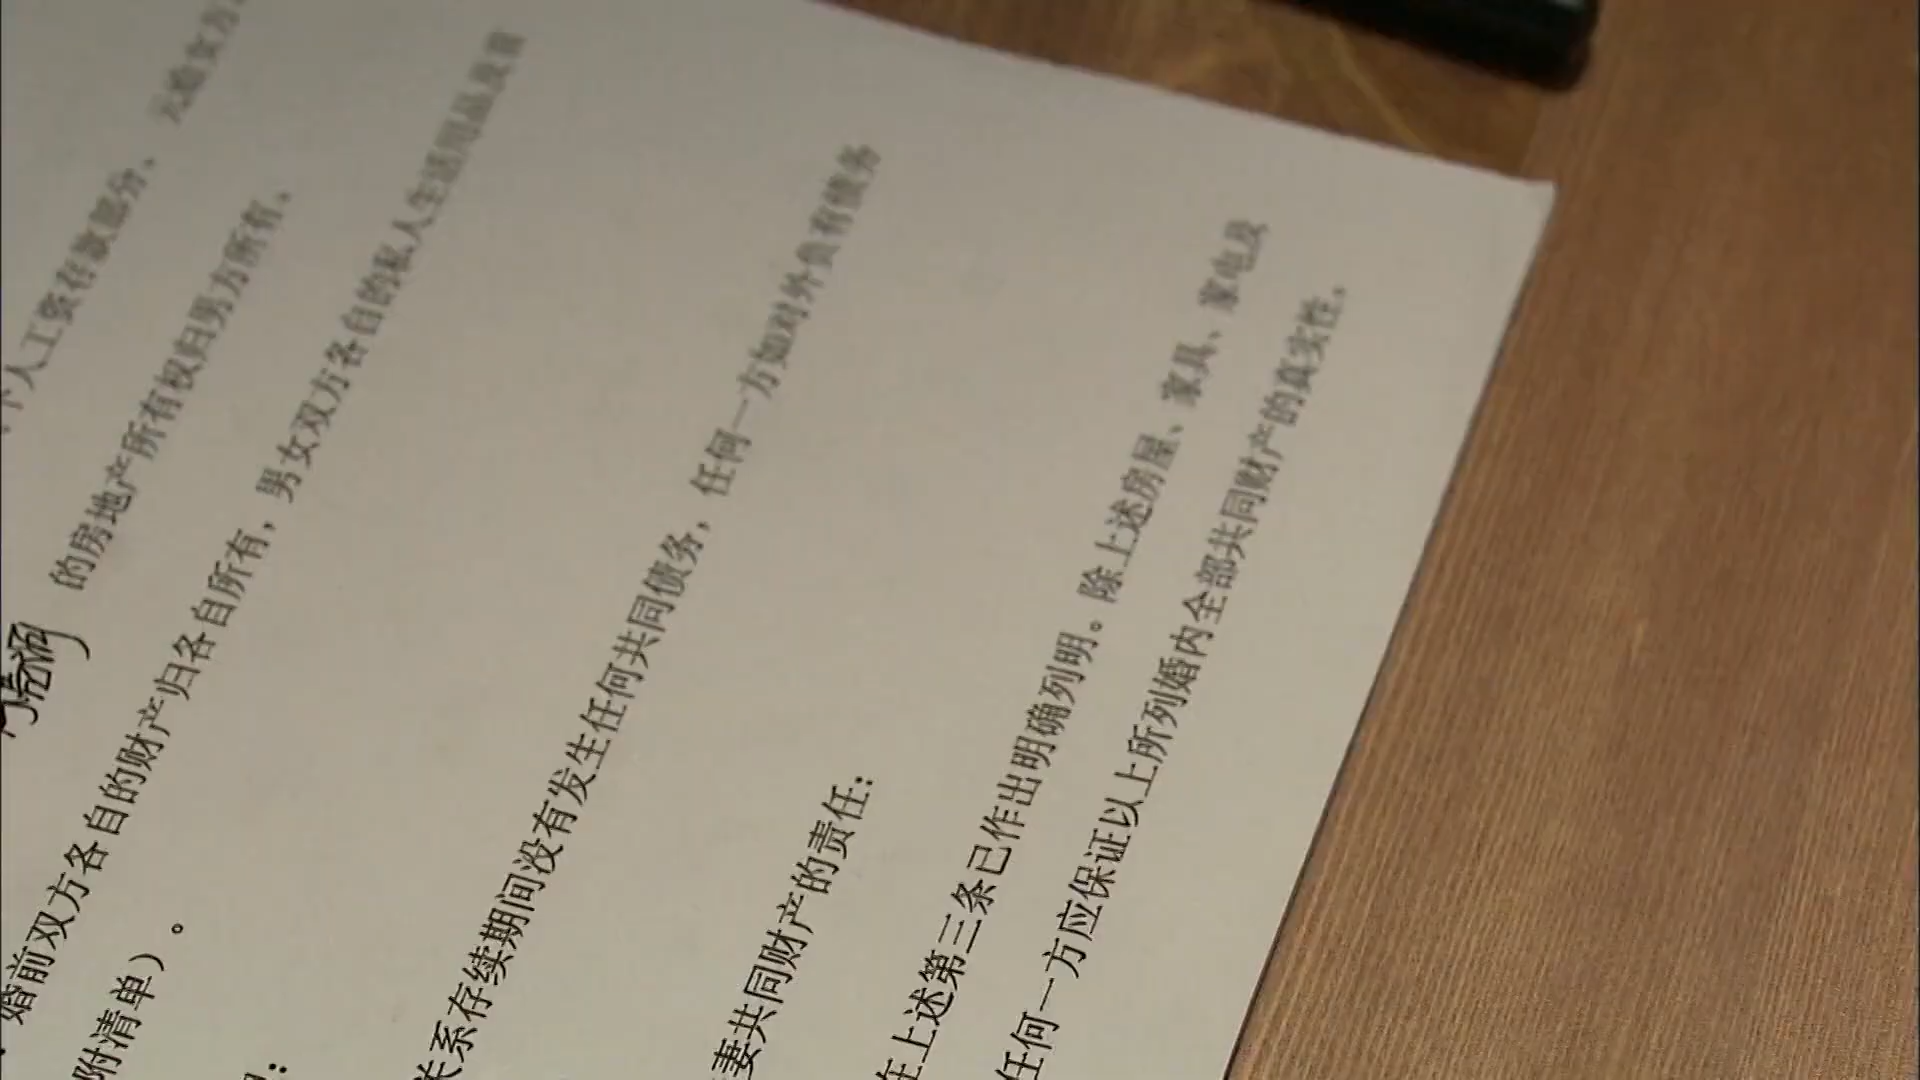 个人工资存款部分、
的房地产所有权归男方所有。
婚前双方各自的财产归各自所有，男女双方各自的私人生活用品及首
附清单）。
关系存续期间没有发生任何共同债务，任何一方如对外负有债务
妻共同财产的责任：
在上述第三条已作出明确列明。除上述房屋、家具、家电及
任何一方应保证以上所列婚内全部共同财产的真实性。